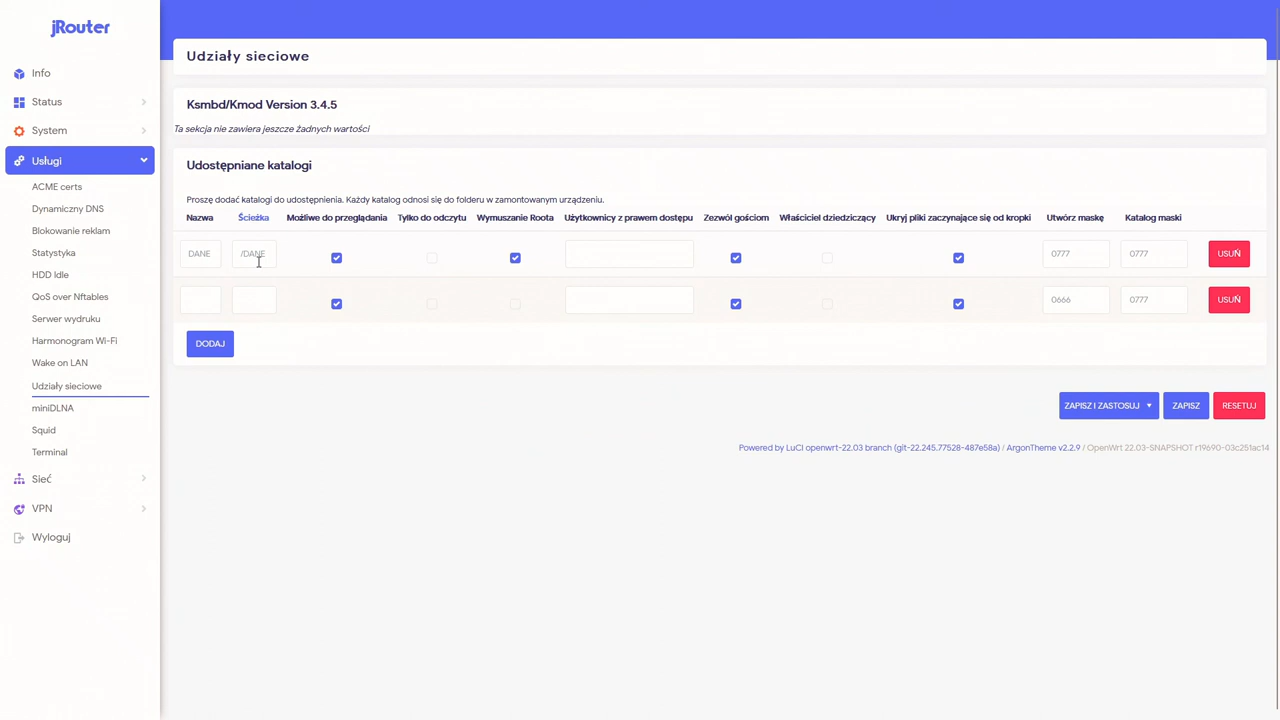 jRouter
Info
Status
System
Usługi
ACME certs
Dynamiczny DNS
Blokowanie reklam
Statystyka
HDD Idle
QoS over Nftables
Serwer wydruku
Harmonogram Wi-Fi
Wake on LAN
Udziały sieciowe
miniDLNA
Squid
Terminal
Sieć
VPN
Wyloguj
Udziały sieciowe
Ksmbd/Kmod Version 3.4.5
Ta sekcja nie zawiera jeszcze żadnych wartości
Udostępniane katalogi
Proszę dodać katalogi do udostępnienia. Każdy katalog odnosi się do folderu w zamontowanym urządzeniu.
Nazwa Ścieżka Możliwe do przeglądania Tylko do odczytu Wymuszanie Roota Użytkownicy z prawem dostępu Zezwól gościom Właściciel dziedziczący Ukryj pliki zaczynające się od kropki Utwórz maskę Katalog maski
DANE /DANE 0777 0777 USUŃ
0666 0777 USUŃ
DODAJ
ZAPISZ I ZASTOSUJ ZAPISZ RESETUJ
Powered by LuCI openwrt-22.03 branch (git-22.245.77528-487e58a) / ArgonTheme v2.2.9 / OpenWrt 22.03-SNAPSHOT r19690-03c251ac14